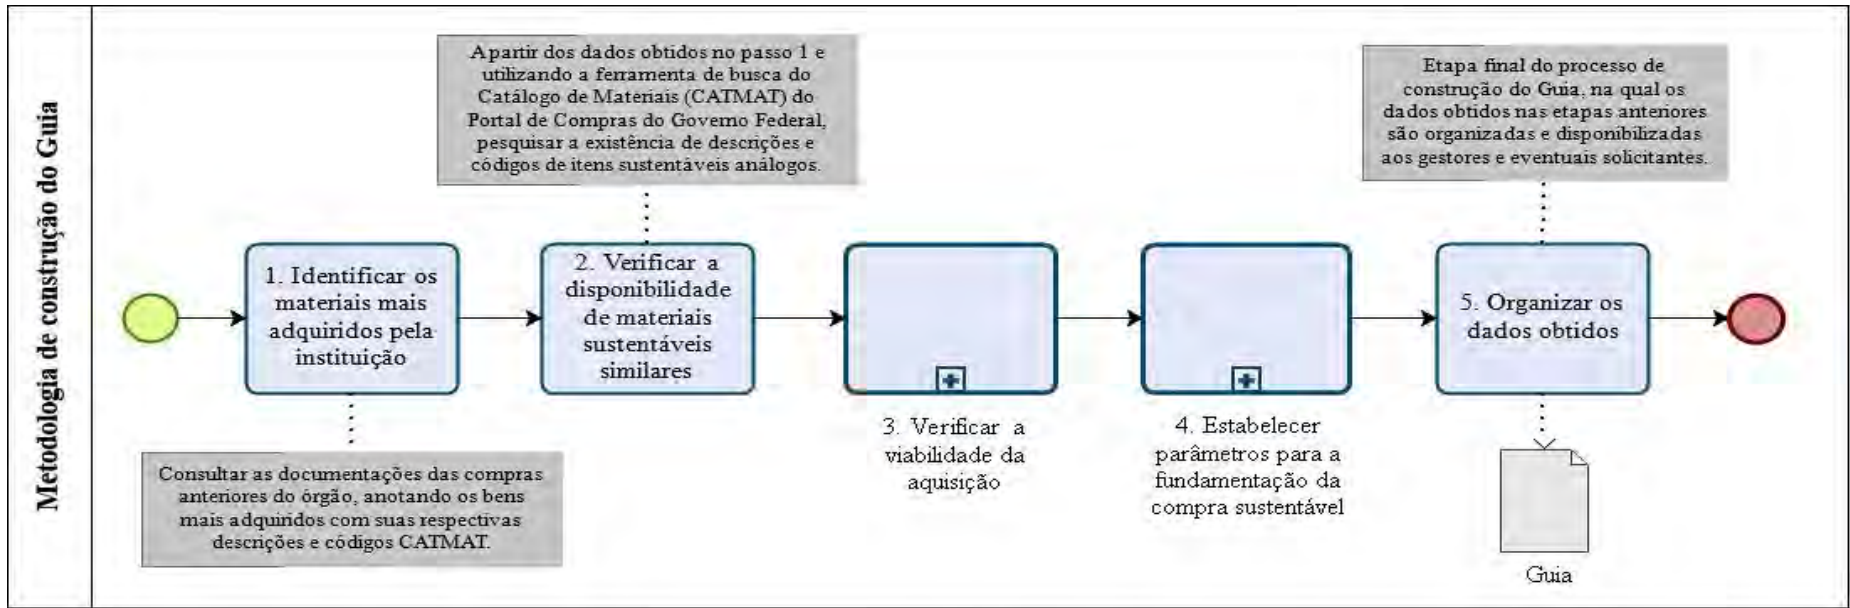 Metodologia de construção do Guia
Apartir dos dados obtidos no passo 1 e
utilizando a ferramenta de busca do
Catálogo de Materiais (CATMAT) do
Portal de Compras do Governo Federal,
pesquisar a existência de descrições e
códigos de itens sustentáveis análogos.
Etapa final do processo de
construção do Guia, na qual os
dados obtidos nas etapas anteriores
são organizadas e disponibilizadas
aos gestores e eventuais solicitantes.
1. Identificar os
materiais mais
adquiridos pela
instituição
2. Verificar a
disponibilidade
de materiais
sustentáveis
similares
3. Verificar a
viabilidade da
aquisição
4. Estabelecer
parâmetros para a
fundamentação da
compra sustentável
5. Organizar os
dados obtidos
Consultar as documentações das compras
anteriores do órgão, anotando os bens
mais adquiridos com suas respectivas
descrições e códigos CATMAT.
Guia